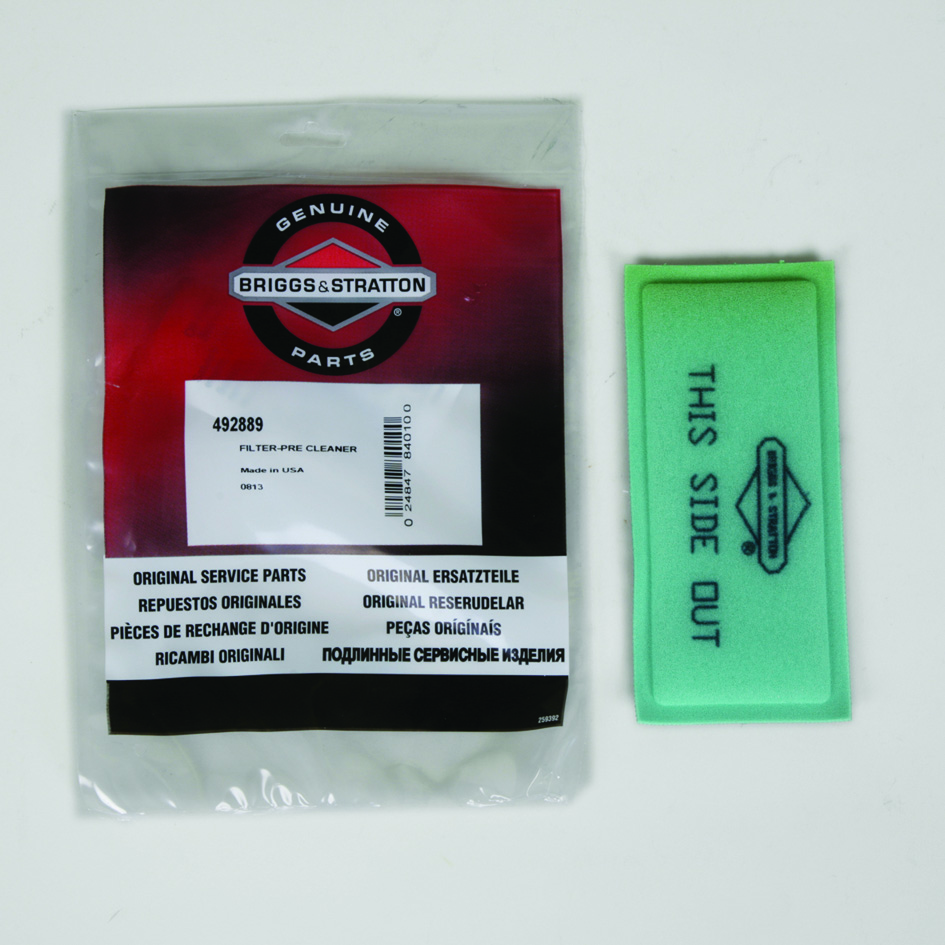 GENUINE
BRIGGS&STRATTON
®
PARTS
492889
FILTER-PRE CLEANER
Made in USA
0813
0 24847 84010 0
ORIGINAL SERVICE PARTS
REPUESTOS ORIGINALES
PIÈCES DE RECHANGE D'ORIGINE
RICAMBI ORIGINALI
ORIGINAL ERSATZTEILE
ORIGINAL RESERUDELAR
PEÇAS ORÍGÍNAÍS
ПОДЛИННЫЕ СЕРВИСНЫЕ ИЗДЕЛИЯ
259392
BRIGGS & STRATTON
®
THIS SIDE OUT